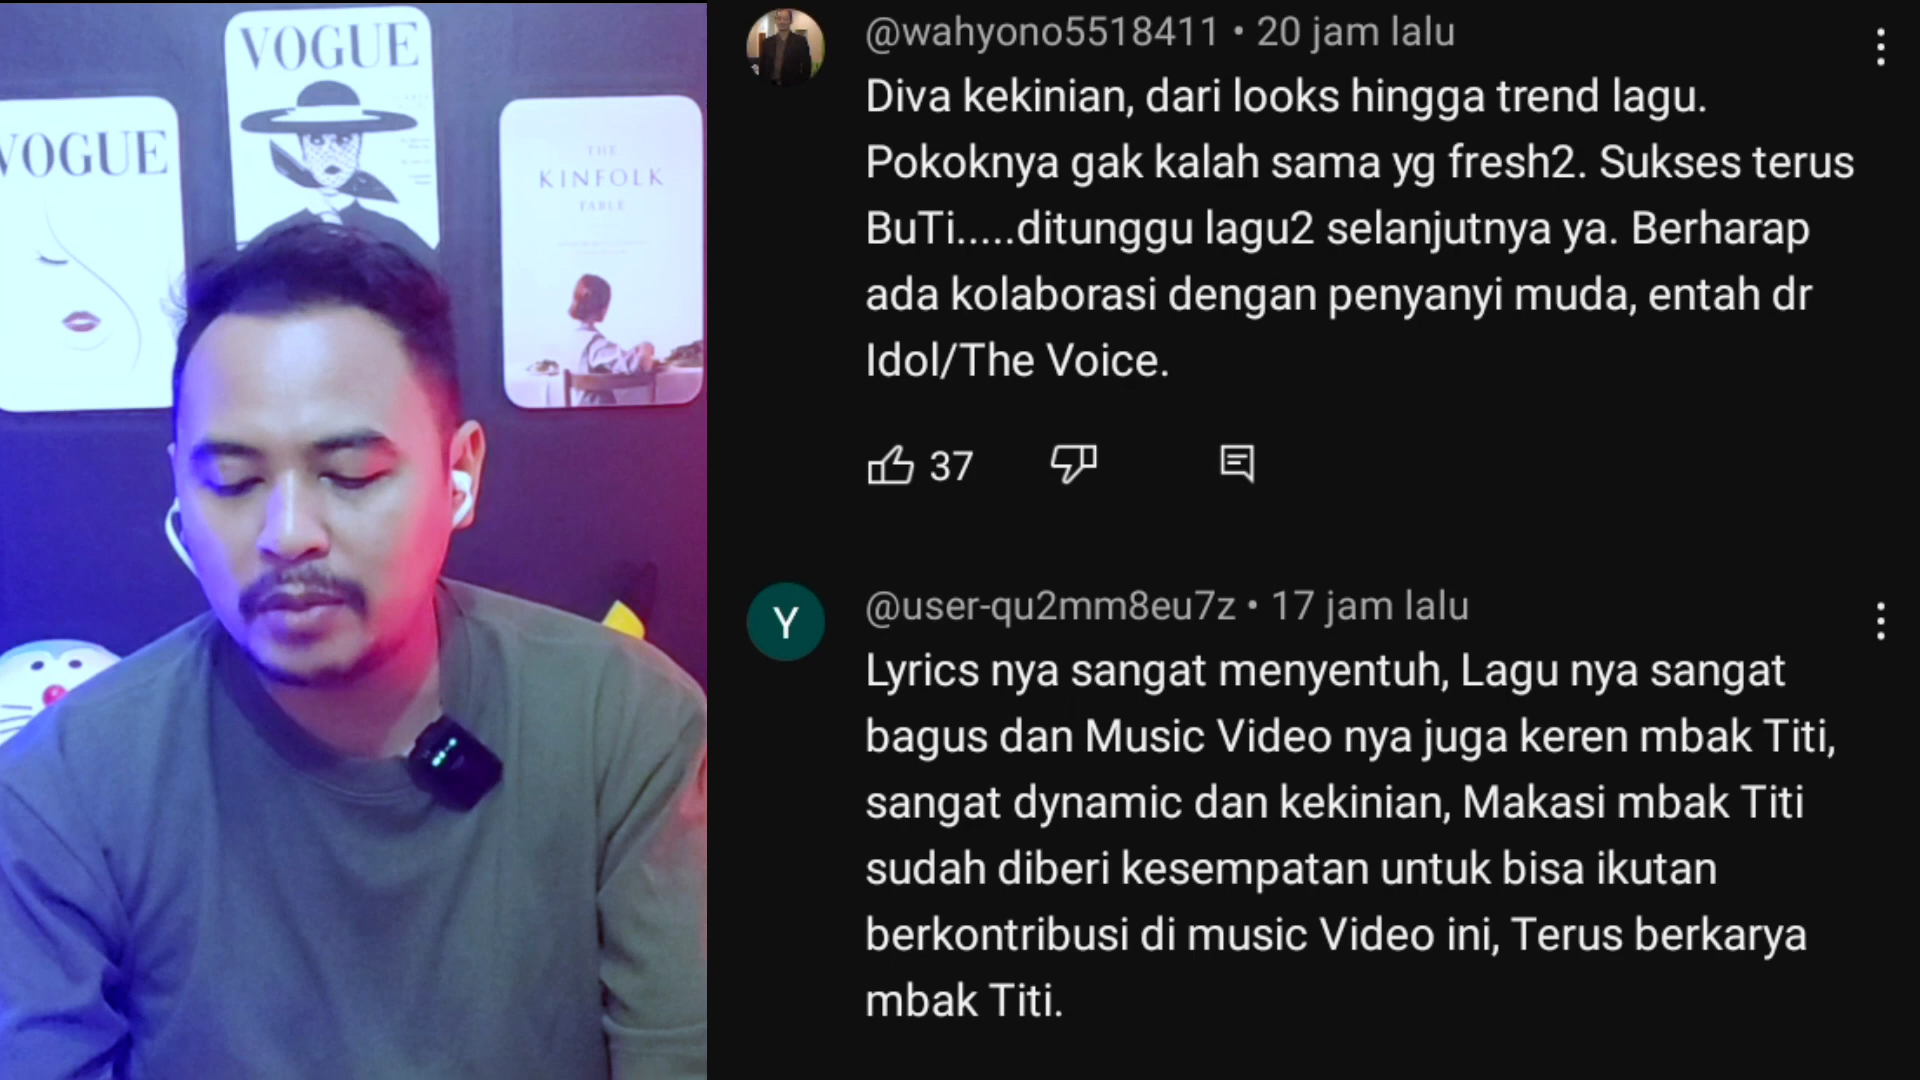 VOGUE
VOGUE
THE
KINFOLK
TABLE
@wahyono5518411 • 20 jam lalu
Diva kekinian, dari looks hingga trend lagu.
Pokoknya gak kalah sama yg fresh2. Sukses terus
BuTi.....ditunggu lagu2 selanjutnya ya. Berharap
ada kolaborasi dengan penyanyi muda, entah dr
Idol/The Voice.
37
Y
@user-qu2mm8eu7z • 17 jam lalu
Lyrics nya sangat menyentuh, Lagu nya sangat
bagus dan Music Video nya juga keren mbak Titi,
sangat dynamic dan kekinian, Makasi mbak Titi
sudah diberi kesempatan untuk bisa ikutan
berkontribusi di music Video ini, Terus berkarya
mbak Titi.